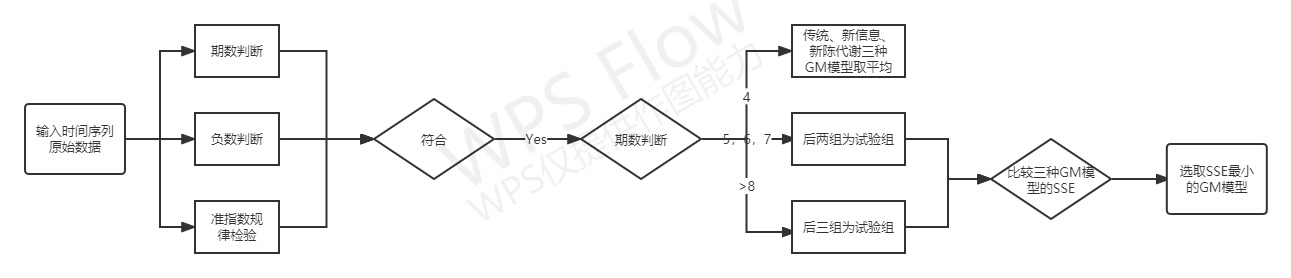 输入时间序列
原始数据
期数判断
负数判断
准指数规
律检验
符合
Yes
期数判断
4
5，6，7
>8
传统、新信息、
新陈代谢三种
GM模型取平均
后两组为试验组
后三组为试验组
比较三种GM模
型的SSE
选取SSE最小
的GM模型
WPS Flow
WPS仅提供作图能力